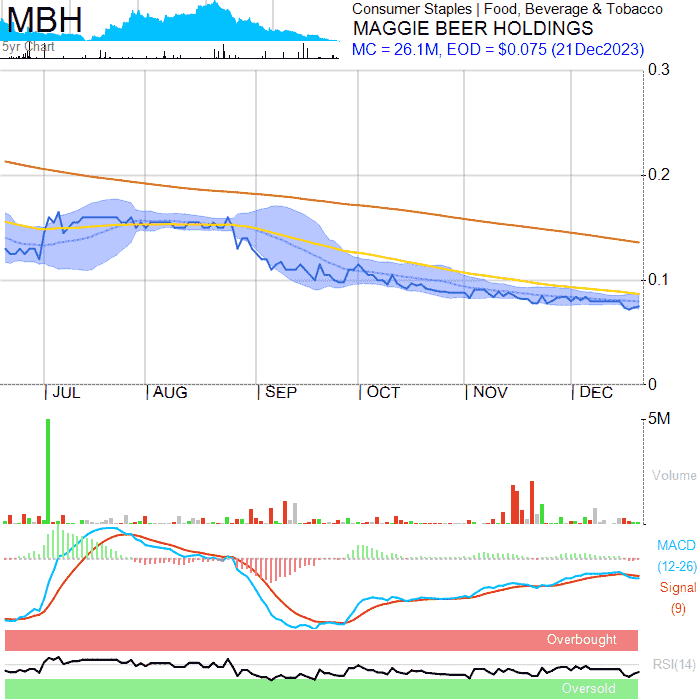 MBH
5yr Chart
Consumer Staples | Food, Beverage & Tobacco
MAGGIE BEER HOLDINGS
MC = 26.1M, EOD = $0.075 (21Dec2023)
0.3
0.2
0.1
0
JUL AUG SEP OCT NOV DEC
5M
Volume
MACD
(12-26)
Signal
(9)
Overbought
RSI(14)
Oversold